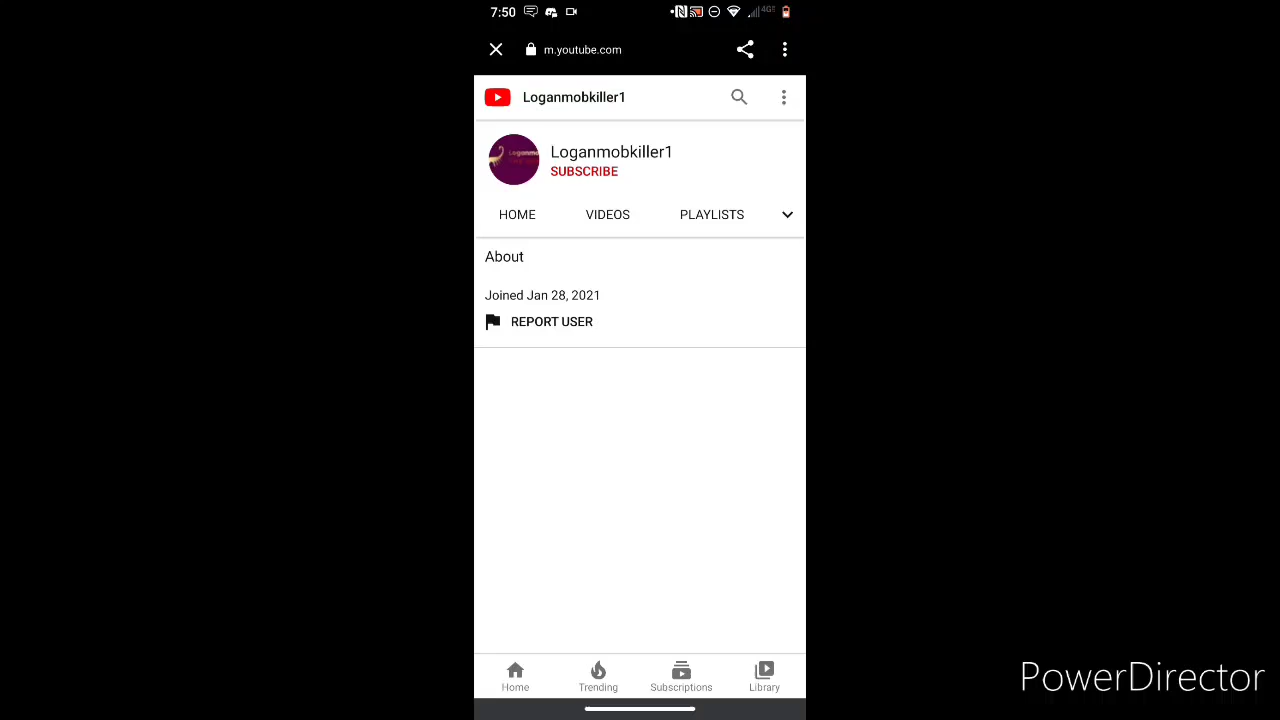 7:50
4G
m.youtube.com
Loganmobkiller1
Loganmobkiller1
SUBSCRIBE
HOME VIDEOS PLAYLISTS
About
Joined Jan 28, 2021
REPORT USER
Home Trending Subscriptions Library
PowerDirector